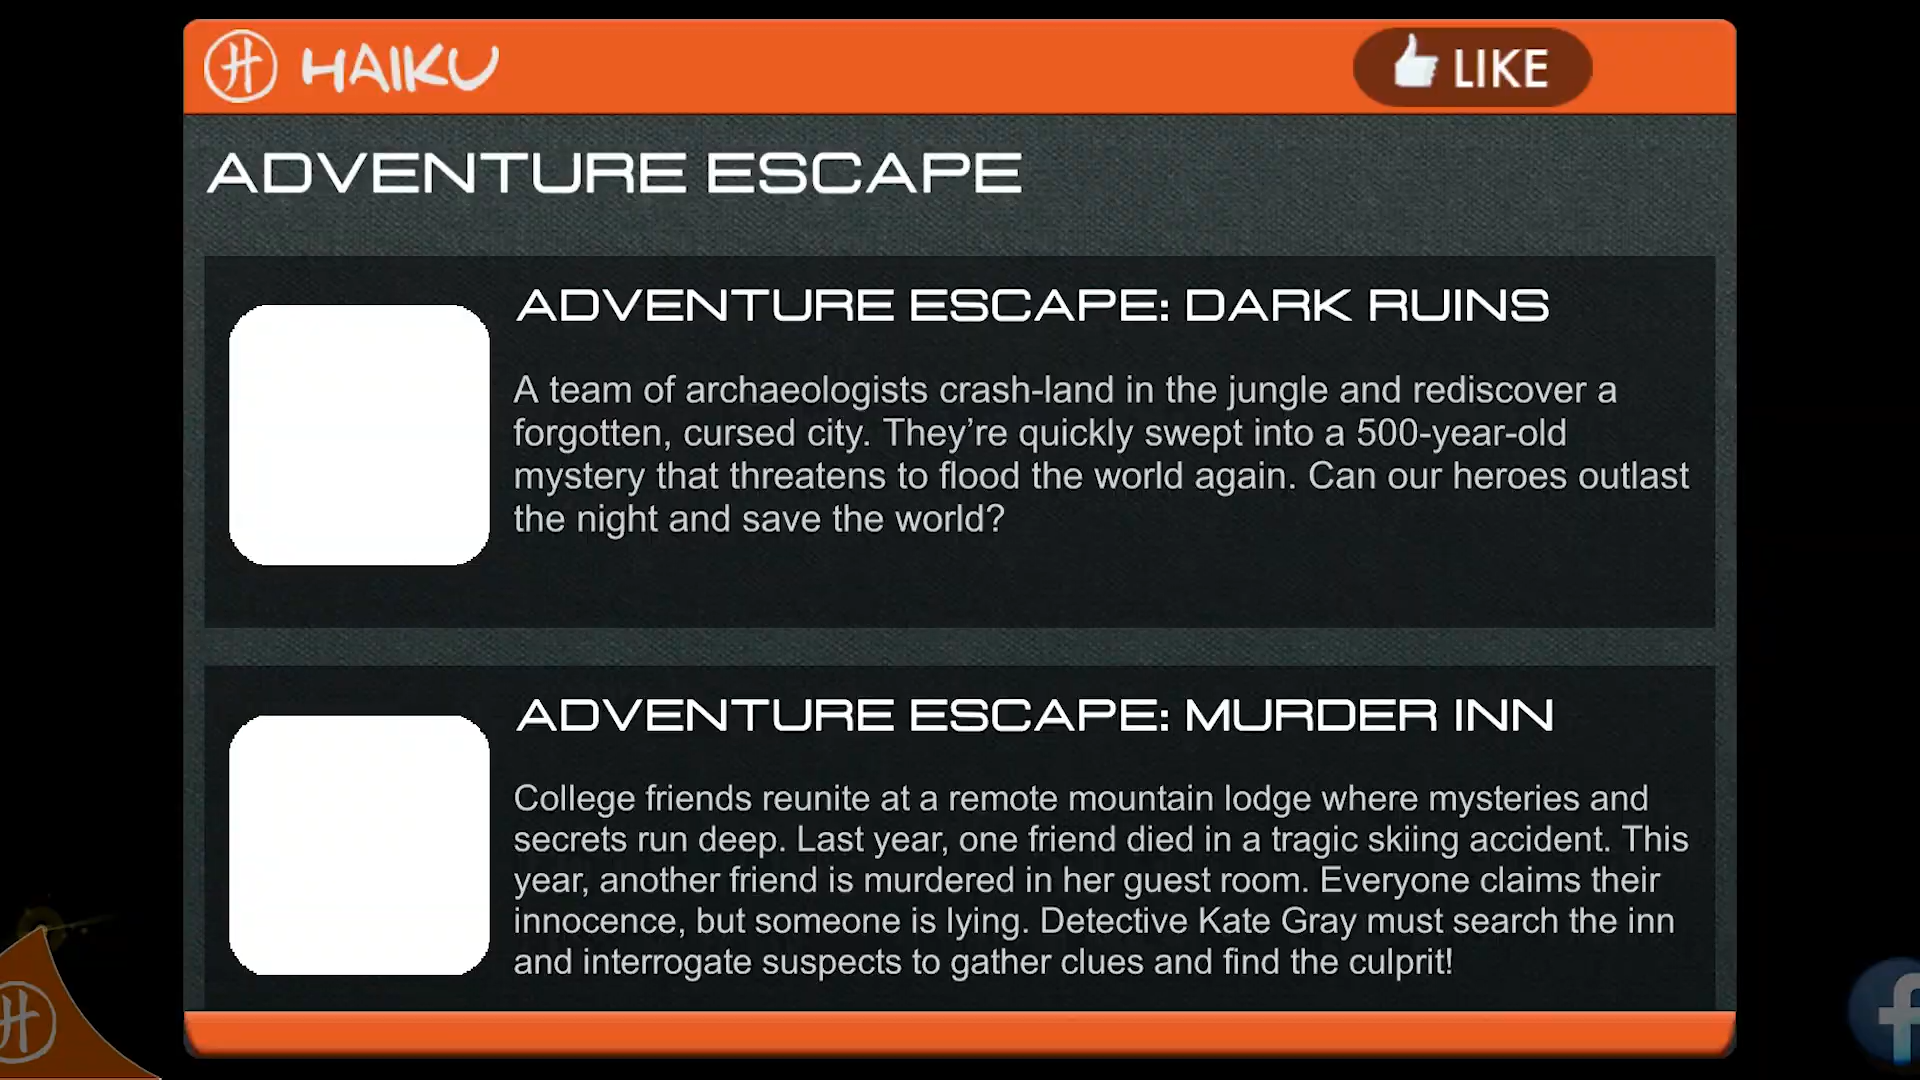 HAIKU
LIKE
ADVENTURE ESCAPE
ADVENTURE ESCAPE: DARK RUINS
A team of archaeologists crash-land in the jungle and rediscover a
forgotten, cursed city. They’re quickly swept into a 500-year-old
mystery that threatens to flood the world again. Can our heroes outlast
the night and save the world?
ADVENTURE ESCAPE: MURDER INN
College friends reunite at a remote mountain lodge where mysteries and
secrets run deep. Last year, one friend died in a tragic skiing accident. This
year, another friend is murdered in her guest room. Everyone claims their
innocence, but someone is lying. Detective Kate Gray must search the inn
and interrogate suspects to gather clues and find the culprit!